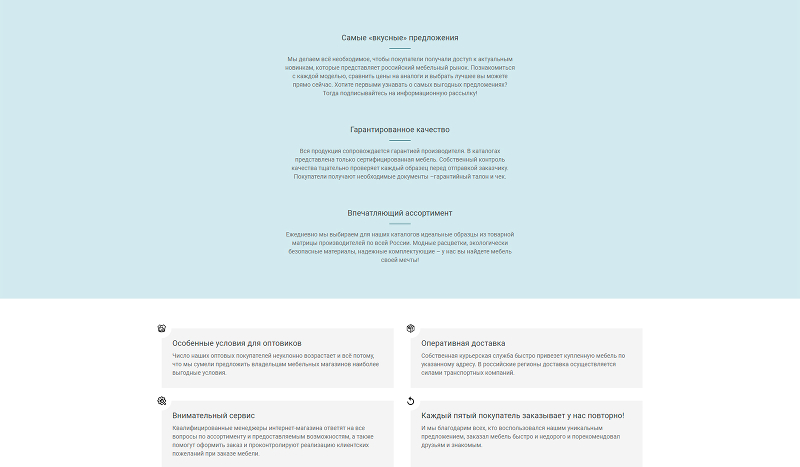 Самые «вкусные» предложения
Мы делаем всё необходимое, чтобы покупатели получали доступ к актуальным
новинкам, которые представляет российский мебельный рынок. Познакомиться
с каждой моделью, сравнить цены на аналоги и выбрать лучшее вы можете
прямо сейчас. Хотите первыми узнавать о самых выгодных предложениях?
Тогда подписывайтесь на информационную рассылку!
Гарантированное качество
Вся продукция сопровождается гарантией производителя. В каталогах
представлена только сертифицированная мебель. Собственный контроль
качества тщательно проверяет каждый образец перед отправкой заказчику.
Покупатели получают необходимые документы –гарантийный талон и чек.
Впечатляющий ассортимент
Ежедневно мы выбираем для наших каталогов идеальные образцы из товарной
матрицы производителей по всей России. Модные расцветки, экологически
безопасные материалы, надежные комплектующие – у нас вы найдете мебель
своей мечты!
Особенные условия для оптовиков
Число наших оптовых покупателей неуклонно возрастает и всё потому,
что мы сумели предложить владельцам мебельных магазинов наиболее
выгодные условия.
Оперативная доставка
Собственная курьерская служба быстро привезет купленную мебель по
указанному адресу. В российские регионы доставка осуществляется
силами транспортных компаний.
Внимательный сервис
Квалифицированные менеджеры интернет-магазина ответят на все
вопросы по ассортименту и предоставляемым возможностям, а также
помогут оформить заказ и проконтролируют реализацию клиентских
пожеланий при заказе мебели.
Каждый пятый покупатель заказывает у нас повторно!
И мы благодарим всех, кто воспользовался нашим уникальным
предложением, заказал мебель быстро и недорого и порекомендовал
друзьям и знакомым.